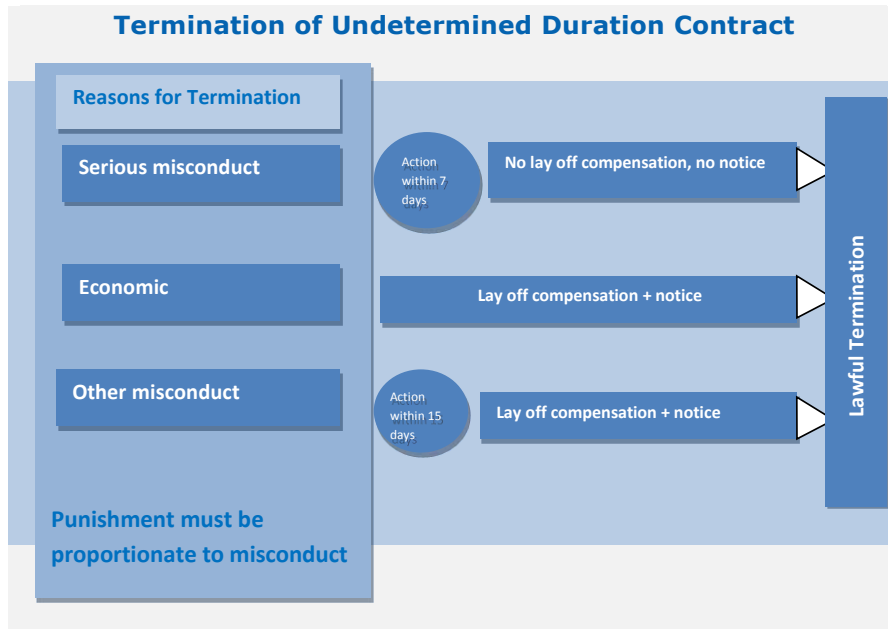 Termination of Undetermined Duration Contract
Reasons for Termination
Serious misconduct
Action
within 7
days
No lay off compensation, no notice
Economic
Lay off compensation + notice
Other misconduct
Action
within 15
days
Lay off compensation + notice
Lawful Termination
Punishment must be
proportionate to misconduct